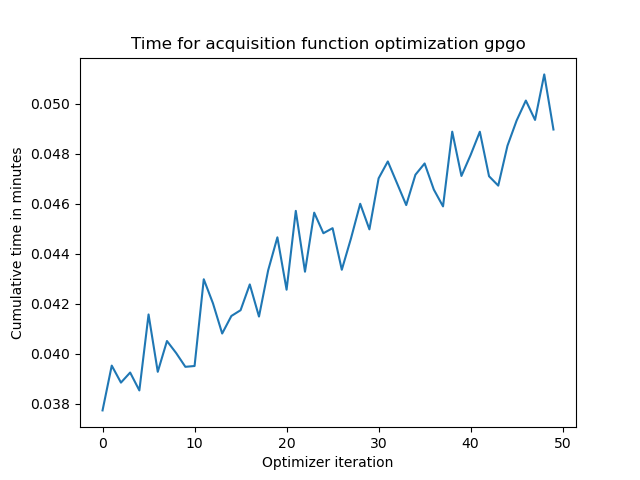 Time for acquisition function optimization gpgo
0.050
0.048
0.046
0.044
0.042
0.040
0.038
Cumulative time in minutes
0 10 20 30 40 50
Optimizer iteration